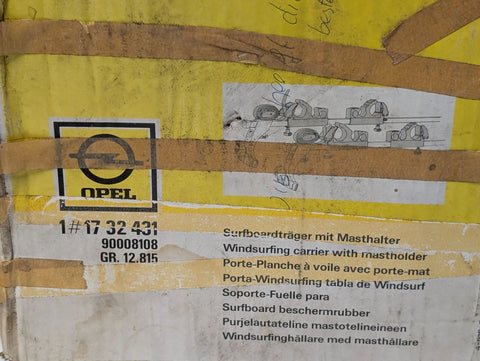 OPEL
1 # 17 32 431
90008108
GR. 12.815
Surfboardträger mit Masthalter
Windsurfing carrier with mastholder
Porte-Planche à voile avec porte-mat
Porta-Windsurfing tabla de Windsurf
Soporte-Fuelle para
Surfboard beschermrubber
Purjelautateline mastotelineineen
Windsurfinghållare med masthållare